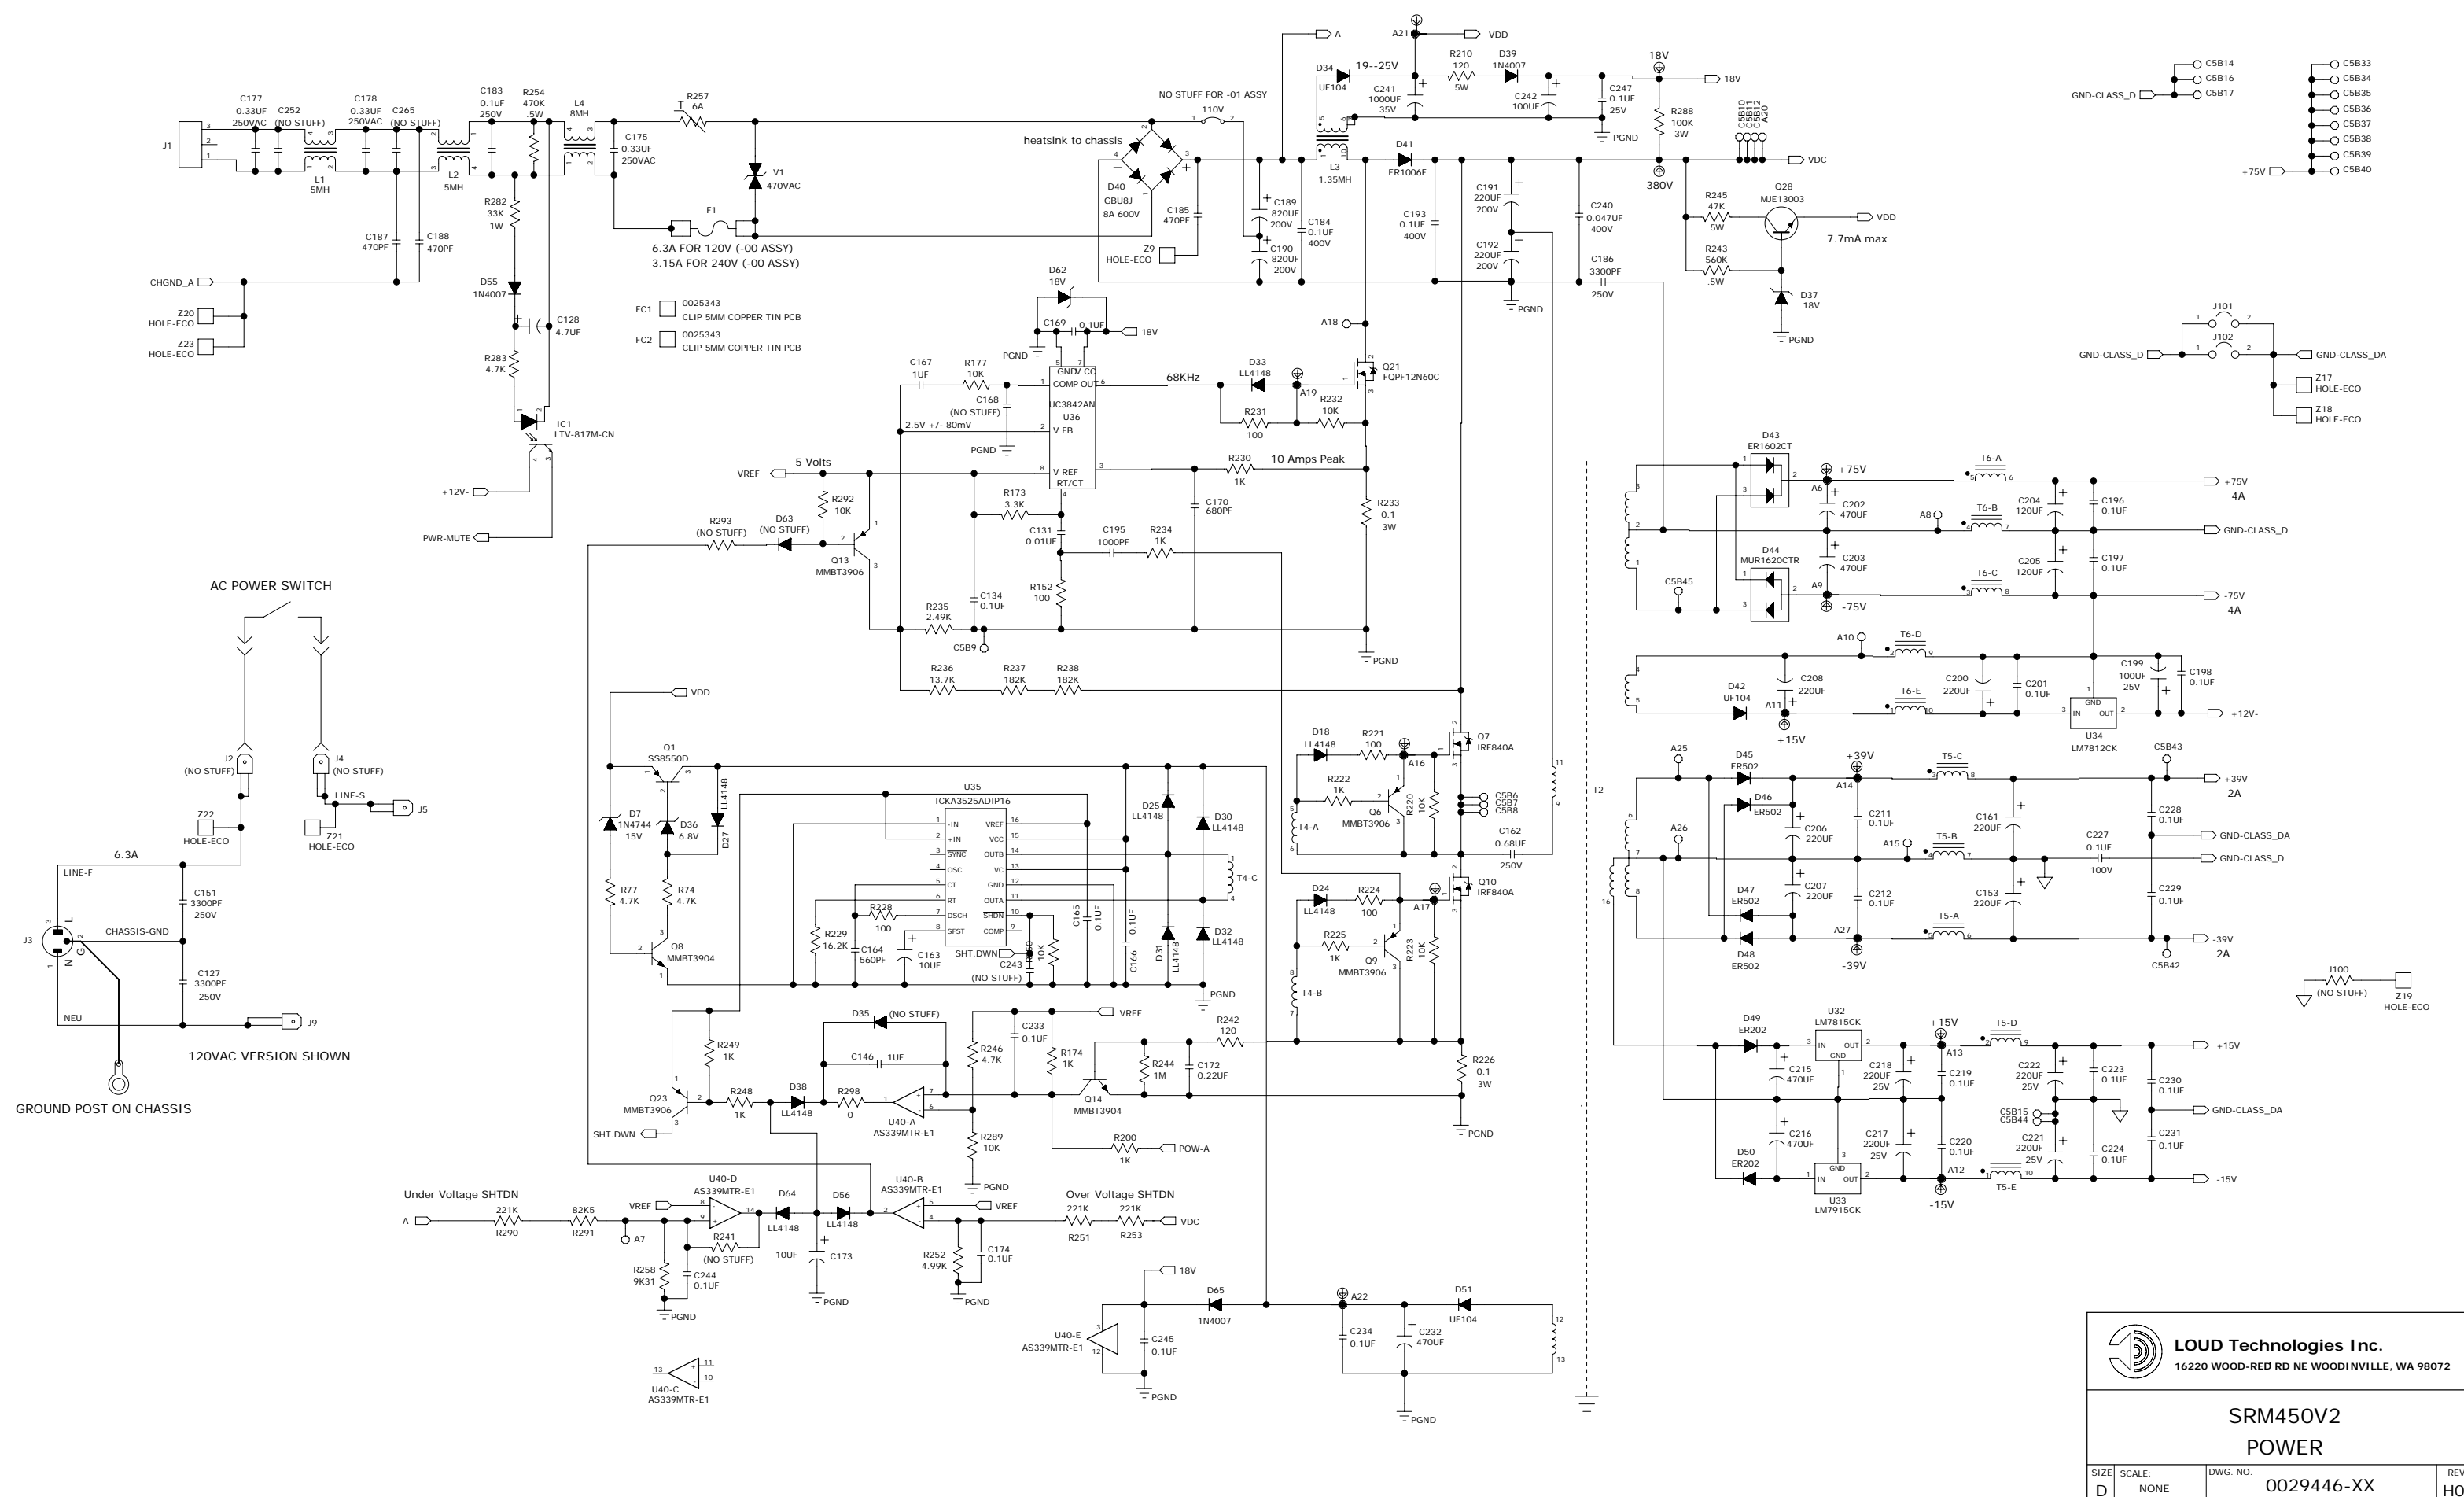 J1
3
2
1
C177
0.33UF
250VAC
C252
(NO STUFF)
L1
5MH
C178
0.33UF
250VAC
C265
(NO STUFF)
L2
5MH
C183
0.1uF
250V
R254
470K
.5W
L4
8MH
C175
0.33UF
250VAC
R257
6A
T
V1
470VAC
F1
6.3A FOR 120V (-00 ASSY)
3.15A FOR 240V (-00 ASSY)
R282
33K
1W
C187
470PF
C188
470PF
CHGND_A
Z20
HOLE-ECO
Z23
HOLE-ECO
D55
1N4007
C128
4.7UF
R283
4.7K
IC1
LTV-817M-CN
+12V-
PWR-MUTE
FC1
0025343
CLIP 5MM COPPER TIN PCB
FC2
0025343
CLIP 5MM COPPER TIN PCB
NO STUFF FOR -01 ASSY
110V
heatsink to chassis
D40
GBU8J
8A 600V
C185
470PF
Z9
HOLE-ECO
C189
820UF
200V
C190
820UF
200V
C184
0.1UF
400V
A
D34
UF104
19--25V
A21
VDD
C241
1000UF
35V
R210
120
.5W
D39
1N4007
C242
100UF
C247
0.1UF
25V
PGND
18V
18V
R288
100K
3W
380V
L3
1.35MH
D41
ER1006F
C193
0.1UF
400V
C191
220UF
200V
C192
220UF
200V
PGND
C240
0.047UF
400V
C186
3300PF
250V
C5B10
C5B11
C5B12
A20
VDC
R245
47K
5W
R243
560K
.5W
Q28
MJE13003
VDD
7.7mA max
D37
18V
PGND
GND-CLASS_D
C5B14
C5B16
C5B17
+75V
C5B33
C5B34
C5B35
C5B36
C5B37
C5B38
C5B39
C5B40
J101
J102
GND-CLASS_D
GND-CLASS_DA
Z17
HOLE-ECO
Z18
HOLE-ECO
D62
18V
C169
0.1UF
18V
PGND
C167
1UF
R177
10K
C168
(NO STUFF)
PGND
GND
V CC
COMP
OUT
UC3842AN
U36
V FB
V REF
RT/CT
2.5V +/- 80mV
68KHz
D33
LL4148
R231
100
A19
R232
10K
A18
Q21
FQPF12N60C
VREF
5 Volts
R292
10K
R293
(NO STUFF)
D63
(NO STUFF)
Q13
MMBT3906
R173
3.3K
C131
0.01UF
C195
1000PF
R234
1K
R230
1K
10 Amps Peak
C170
680PF
R233
0.1
3W
R152
100
C134
0.1UF
R235
2.49K
C5B9
PGND
R236
13.7K
R237
182K
R238
182K
AC POWER SWITCH
J2
(NO STUFF)
J4
(NO STUFF)
LINE-S
J5
Z22
HOLE-ECO
Z21
HOLE-ECO
6.3A
LINE-F
C151
3300PF
250V
CHASSIS-GND
J3
L
G
N
C127
3300PF
250V
NEU
J9
120VAC VERSION SHOWN
GROUND POST ON CHASSIS
VDD
Q1
SS8550D
D7
1N4744
15V
D36
6.8V
D27
LL4148
R77
4.7K
R74
4.7K
Q8
MMBT3904
U35
ICKA3525ADIP16
-IN
+IN
SYNC
OSC
CT
RT
DSCH
SFST
VREF
VCC
OUTB
VC
GND
OUTA
SHDN
COMP
R228
100
R229
16.2K
C164
560PF
C163
10UF
SHT.DWN
C243
(NO STUFF)
10K
C165
0.1UF
C166
0.1UF
D25
LL4148
D31
LL4148
D30
LL4148
D32
LL4148
T4-C
PGND
D18
LL4148
R221
100
A16
R222
1K
Q6
MMBT3906
R220
10K
T4-A
Q7
IRF840A
C5B6
C5B7
C5B8
C162
0.68UF
250V
D24
LL4148
R224
100
A17
R225
1K
Q9
MMBT3906
R223
10K
T4-B
Q10
IRF840A
R226
0.1
3W
PGND
T2
D35
(NO STUFF)
C146
1UF
R249
1K
R248
1K
D38
LL4148
R298
0
Q23
MMBT3906
SHT.DWN
U40-A
AS339MTR-E1
R246
4.7K
C233
0.1UF
R174
1K
VREF
Q14
MMBT3904
R244
1M
C172
0.22UF
R242
120
R289
10K
PGND
R200
1K
POW-A
Under Voltage SHTDN
A
221K
R290
82K5
R291
A7
VREF
U40-D
AS339MTR-E1
R241
(NO STUFF)
R258
9K31
C244
0.1UF
PGND
D64
LL4148
D56
LL4148
10UF
C173
PGND
U40-B
AS339MTR-E1
VREF
Over Voltage SHTDN
221K
R251
221K
R253
VDC
R252
4.99K
C174
0.1UF
PGND
U40-C
AS339MTR-E1
18V
U40-E
AS339MTR-E1
C245
0.1UF
PGND
D65
1N4007
A22
C234
0.1UF
C232
470UF
D51
UF104
PGND
D43
ER1602CT
+75V
A6
C202
470UF
T6-A
C204
120UF
C196
0.1UF
+75V
4A
A8
T6-B
GND-CLASS_D
D44
MUR1620CTR
C5B45
C203
470UF
A9
-75V
T6-C
C205
120UF
C197
0.1UF
-75V
4A
A10
T6-D
D42
UF104
C208
220UF
A11
+15V
T6-E
C200
220UF
C201
0.1UF
C199
100UF
25V
C198
0.1UF
IN
GND
OUT
U34
LM7812CK
+12V-
A25
D45
ER502
D46
ER502
+39V
A14
T5-C
C5B43
+39V
2A
A26
C206
220UF
C211
0.1UF
A15
T5-B
C161
220UF
C227
0.1UF
100V
C228
0.1UF
GND-CLASS_DA
GND-CLASS_D
D47
ER502
D48
ER502
C207
220UF
C212
0.1UF
C153
220UF
C229
0.1UF
A27
-39V
T5-A
C5B42
-39V
2A
J100
(NO STUFF)
Z19
HOLE-ECO
D49
ER202
U32
LM7815CK
IN
OUT
GND
+15V
A13
T5-D
+15V
C215
470UF
C218
220UF
25V
C219
0.1UF
C222
220UF
25V
C223
0.1UF
C230
0.1UF
C5B15
C5B44
GND-CLASS_DA
C216
470UF
C217
220UF
25V
C220
0.1UF
C221
220UF
25V
C224
0.1UF
C231
0.1UF
D50
ER202
GND
IN
OUT
U33
LM7915CK
A12
-15V
T5-E
-15V
LOUD Technologies Inc.
16220 WOOD-RED RD NE WOODINVILLE, WA 98072
SRM450V2
POWER
SIZE
D
SCALE:
NONE
DWG. NO.
0029446-XX
REV
H0